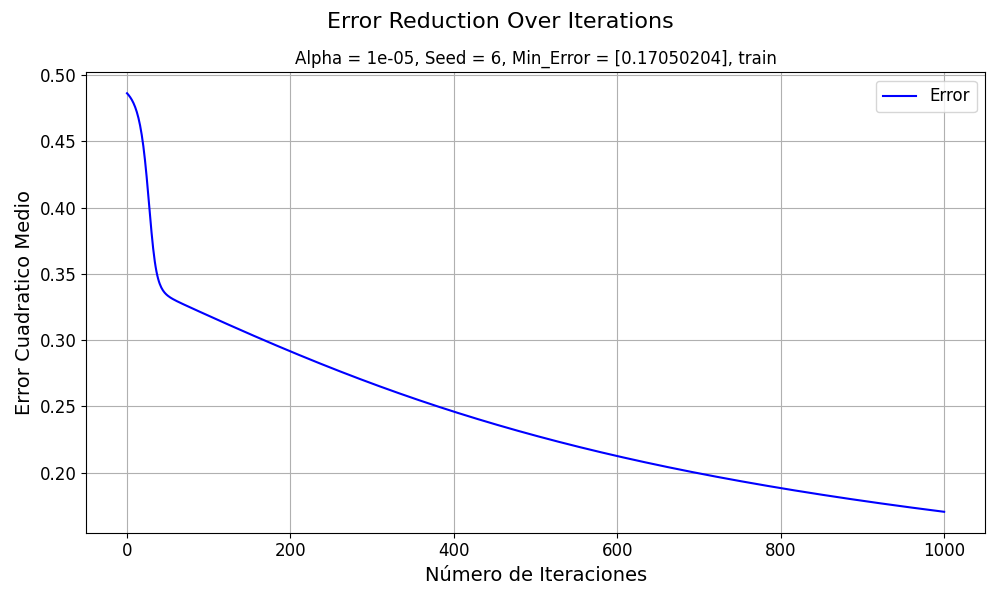 Error Reduction Over Iterations
Alpha = 1e-05, Seed = 6, Min_Error = [0.17050204], train
Error
Error Cuadratico Medio
0.50
0.45
0.40
0.35
0.30
0.25
0.20
0 200 400 600 800 1000
Número de Iteraciones